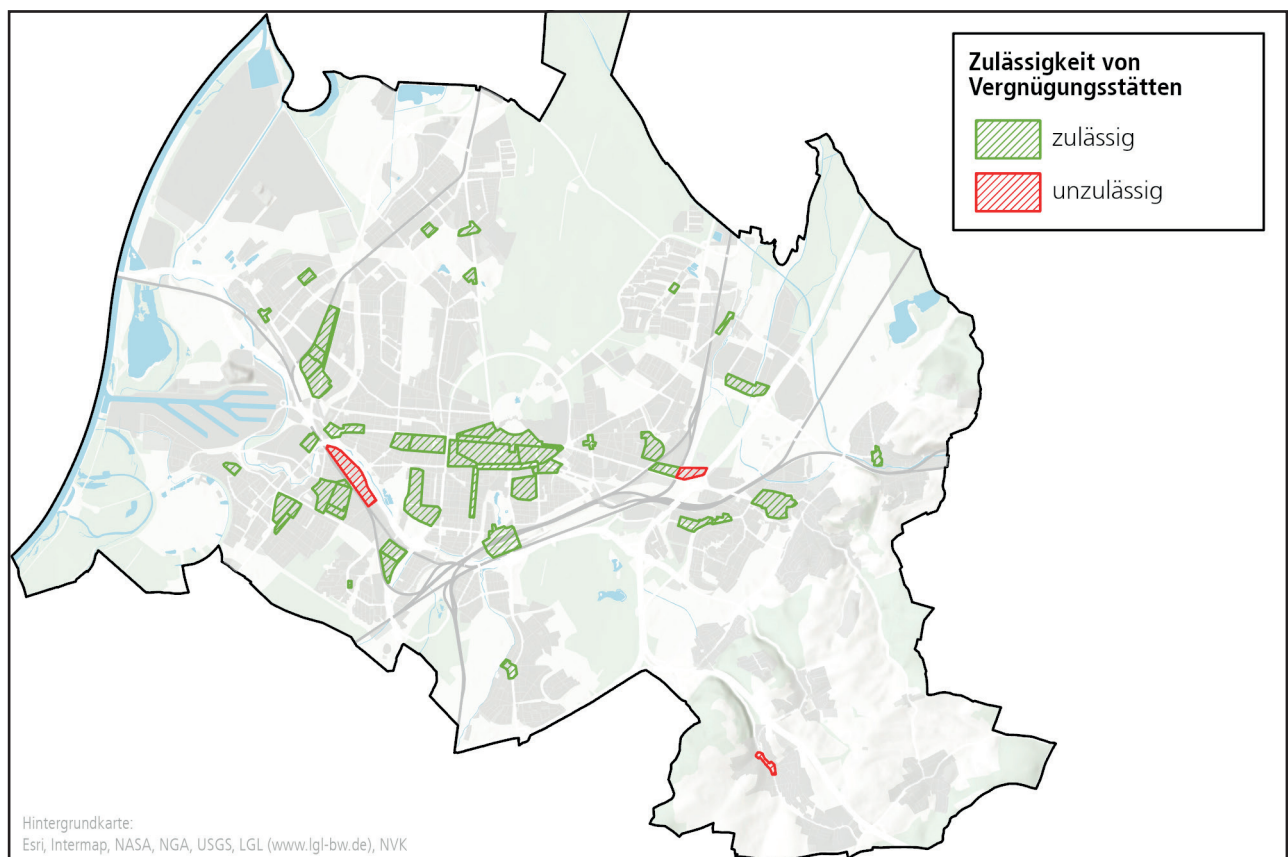 Zulässigkeit von
Vergnügungsstätten
zulässig
unzulässig
Hintergrundkarte:
Esri, Intermap, NASA, NGA, USGS, LGL (www.lgl-bw.de), NVK